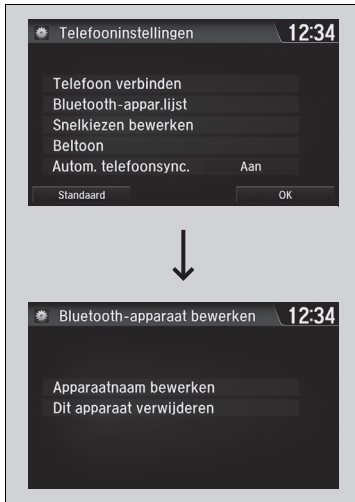 Telefooninstellingen 12:34
Telefoon verbinden
Bluetooth-appar.lijst
Snelkiezen bewerken
Beltoon
Autom. telefoonsync. Aan
Standaard OK
Bluetooth-apparaat bewerken 12:34
Apparaatnaam bewerken
Dit apparaat verwijderen